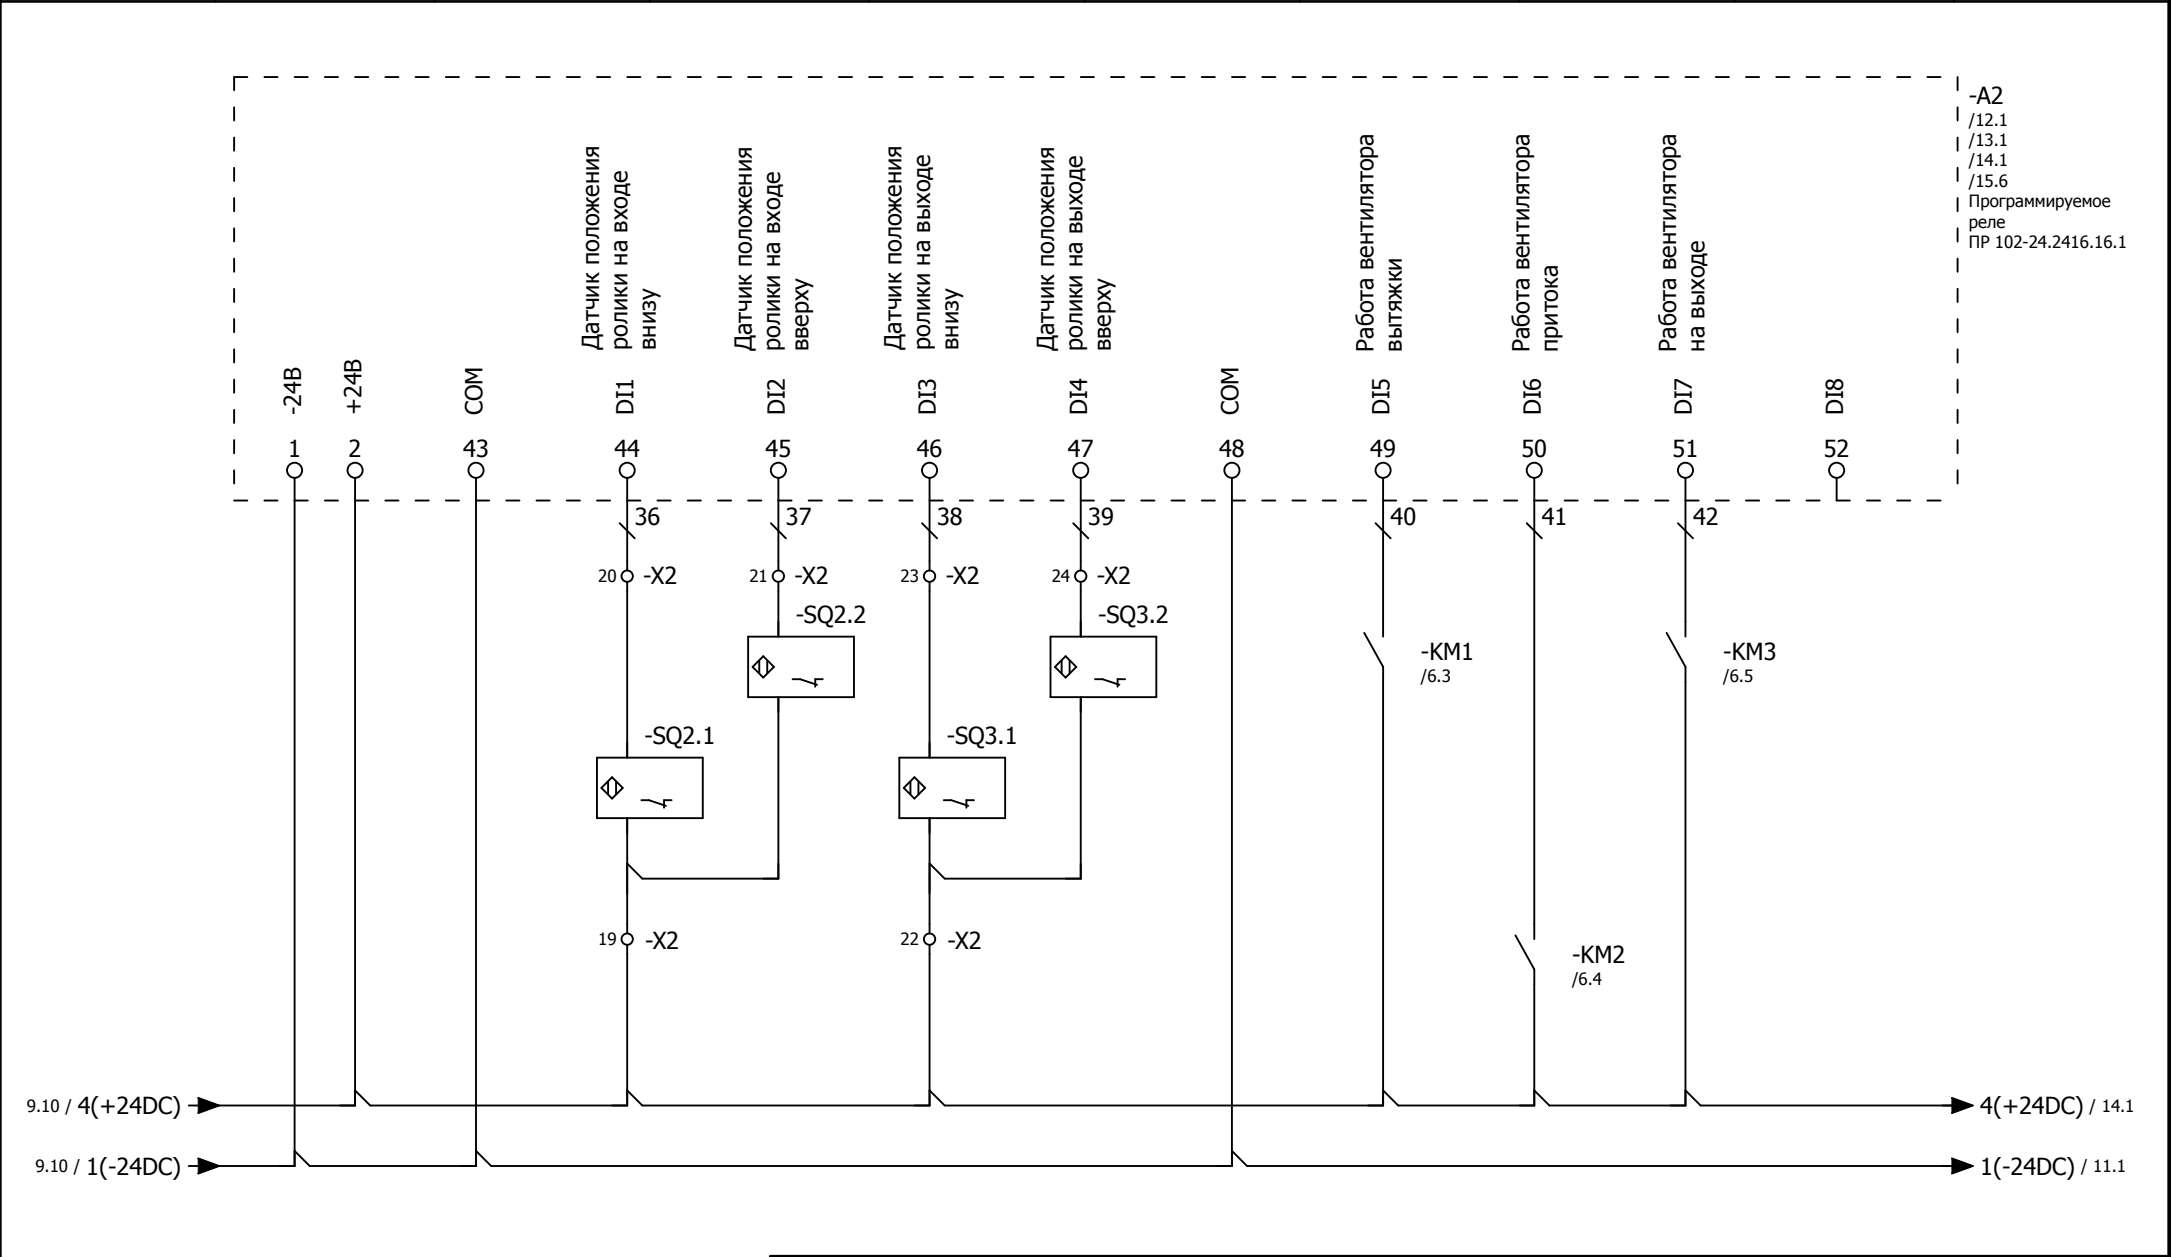 -A2
/12.1
/13.1
/14.1
/15.6
Программируемое
реле
ПР 102-24.2416.16.1
Датчик положения
ролики на входе
внизу
Датчик положения
ролики на входе
вверху
Датчик положения
ролики на выходе
внизу
Датчик положения
ролики на выходе
вверху
Работа вентилятора
вытяжки
Работа вентилятора
притока
Работа вентилятора
на выходе
-24В
+24В
COM
DI1
DI2
DI3
DI4
COM
DI5
DI6
DI7
DI8
1
2
43
44
45
46
47
48
49
50
51
52
36
37
38
39
40
41
42
20 -X2
21 -X2
23 -X2
24 -X2
-SQ2.2
-SQ3.2
-KM1
/6.3
-KM3
/6.5
-SQ2.1
-SQ3.1
19 -X2
22 -X2
-KM2
/6.4
9.10 / 4(+24DC)
4(+24DC) / 14.1
9.10 / 1(-24DC)
1(-24DC) / 11.1